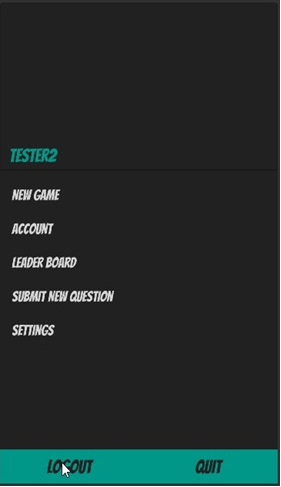 TESTER2
NEW GAME
ACCOUNT
LEADER BOARD
SUBMIT NEW QUESTION
SETTINGS
LOGOUT QUIT